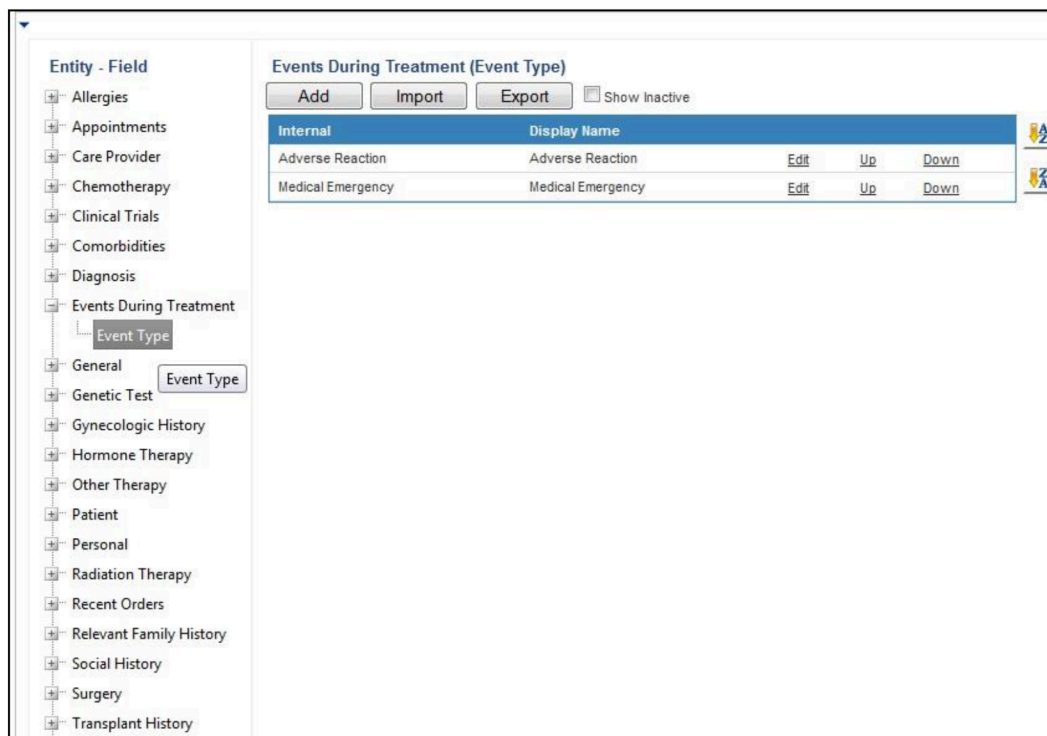 Entity - Field
Allergies
Appointments
Care Provider
Chemotherapy
Clinical Trials
Comorbidities
Diagnosis
Events During Treatment
Event Type
General
Event Type
Genetic Test
Gynecologic History
Hormone Therapy
Other Therapy
Patient
Personal
Radiation Therapy
Recent Orders
Relevant Family History
Social History
Surgery
Transplant History
Events During Treatment (Event Type)
Add Import Export Show Inactive
Internal Display Name
Adverse Reaction Adverse Reaction Edit Up Down
Medical Emergency Medical Emergency Edit Up Down
A
Z
Z
A